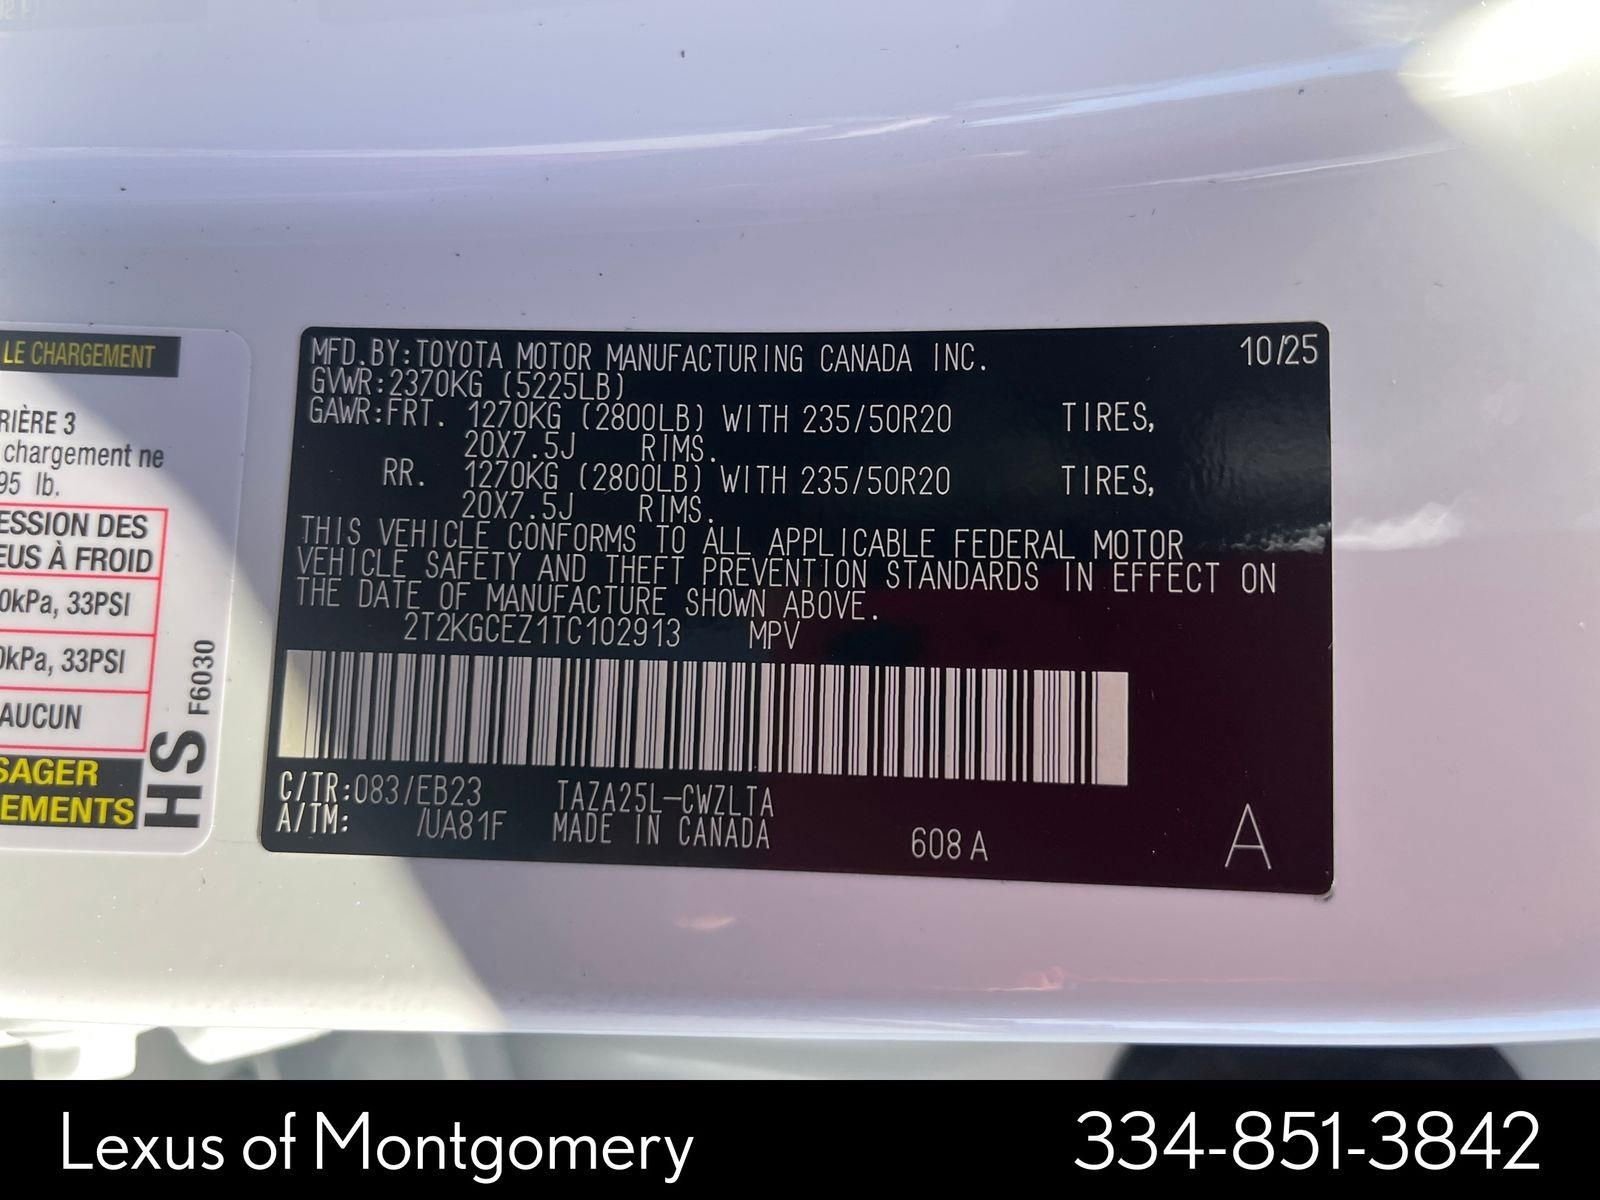 LE CHARGEMENT
RIÈRE 3
chargement ne
95 lb.
ESSION DES
EUS À FROID
0kPa, 33PSI
0kPa, 33PSI
AUCUN
SAGER
EMENTS
HS F6030
MFD.BY:TOYOTA MOTOR MANUFACTURING CANADA INC. 10/25
GVWR:2370KG (5225LB)
GAWR:FRT. 1270KG (2800LB) WITH 235/50R20 TIRES,
20X7.5J RIMS.
RR. 1270KG (2800LB) WITH 235/50R20 TIRES,
20X7.5J RIMS.
THIS VEHICLE CONFORMS TO ALL APPLICABLE FEDERAL MOTOR
VEHICLE SAFETY AND THEFT PREVENTION STANDARDS IN EFFECT ON
THE DATE OF MANUFACTURE SHOWN ABOVE.
2T2KGCEZ1TC102913 MPV
C/TR:083/EB23 TAZA25L-CWZLTA
A/TM: /UA81F MADE IN CANADA 608A A
Lexus of Montgomery 334-851-3842